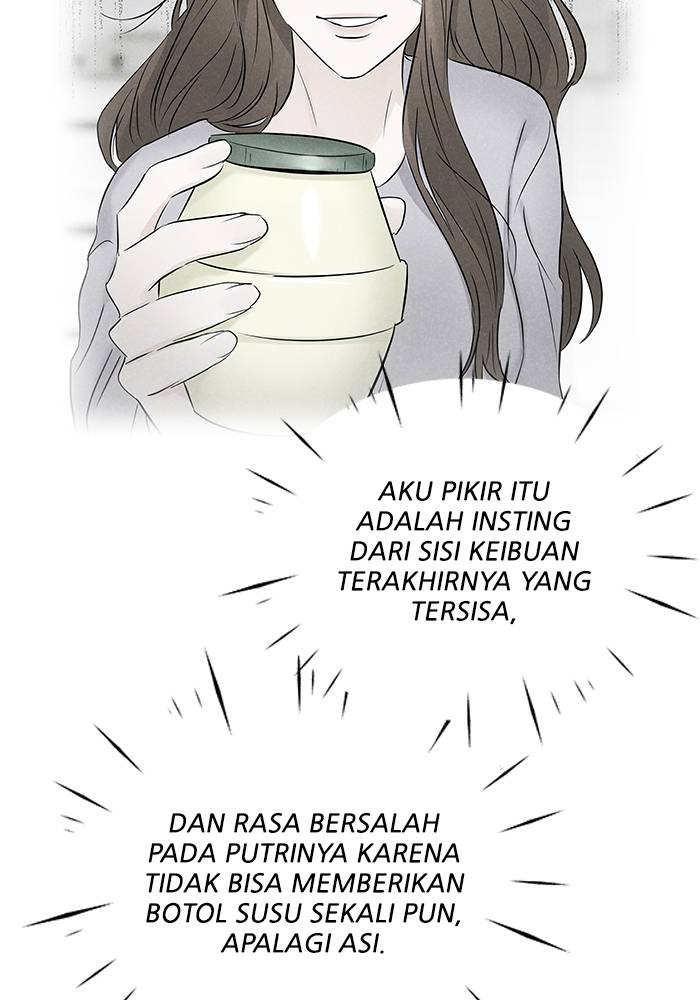 AKU PIKIR ITU
ADALAH INSTING
DARI SISI KEIBUAN
TERAKHIRNYA YANG
TERSISA,
DAN RASA BERSALAH
PADA PUTRINYA KARENA
TIDAK BISA MEMBERIKAN
BOTOL SUSU SEKALI PUN,
APALAGI ASI.